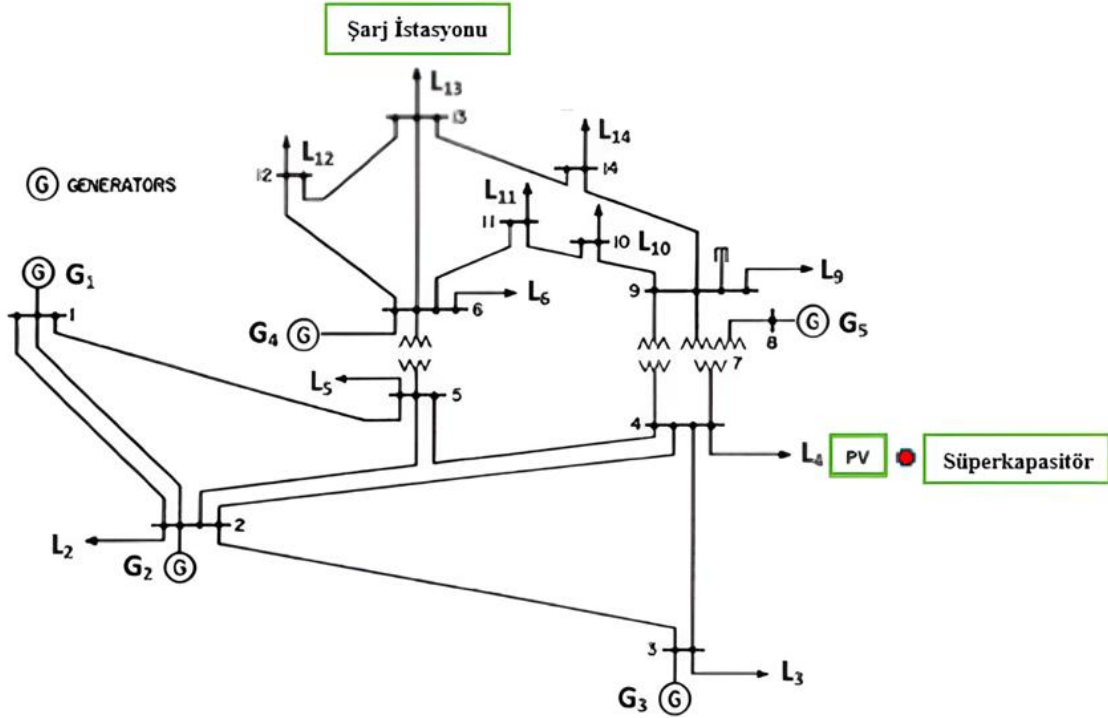 Şarj İstasyonu
L13
13
L14
14
L12
12
G GENERATORS
L11
11
10 L10
G G1
1
9
L9
L6
6
G4 G
G G5
8
7
L5
5
4
L4 PV Süperkapasitör
2
L2
G2 G
3
L3
G3 G